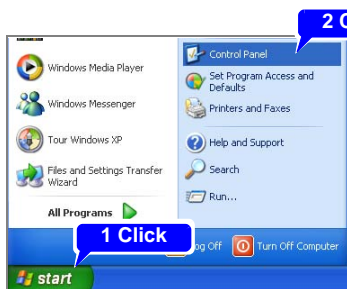 2 C
Control Panel
Windows Media Player
Set Program Access and
Defaults
Windows Messenger
Printers and Faxes
Tour Windows XP
Help and Support
Files and Settings Transfer
Wizard
Search
Run...
All Programs
1 Click
og Off
Turn Off Computer
start